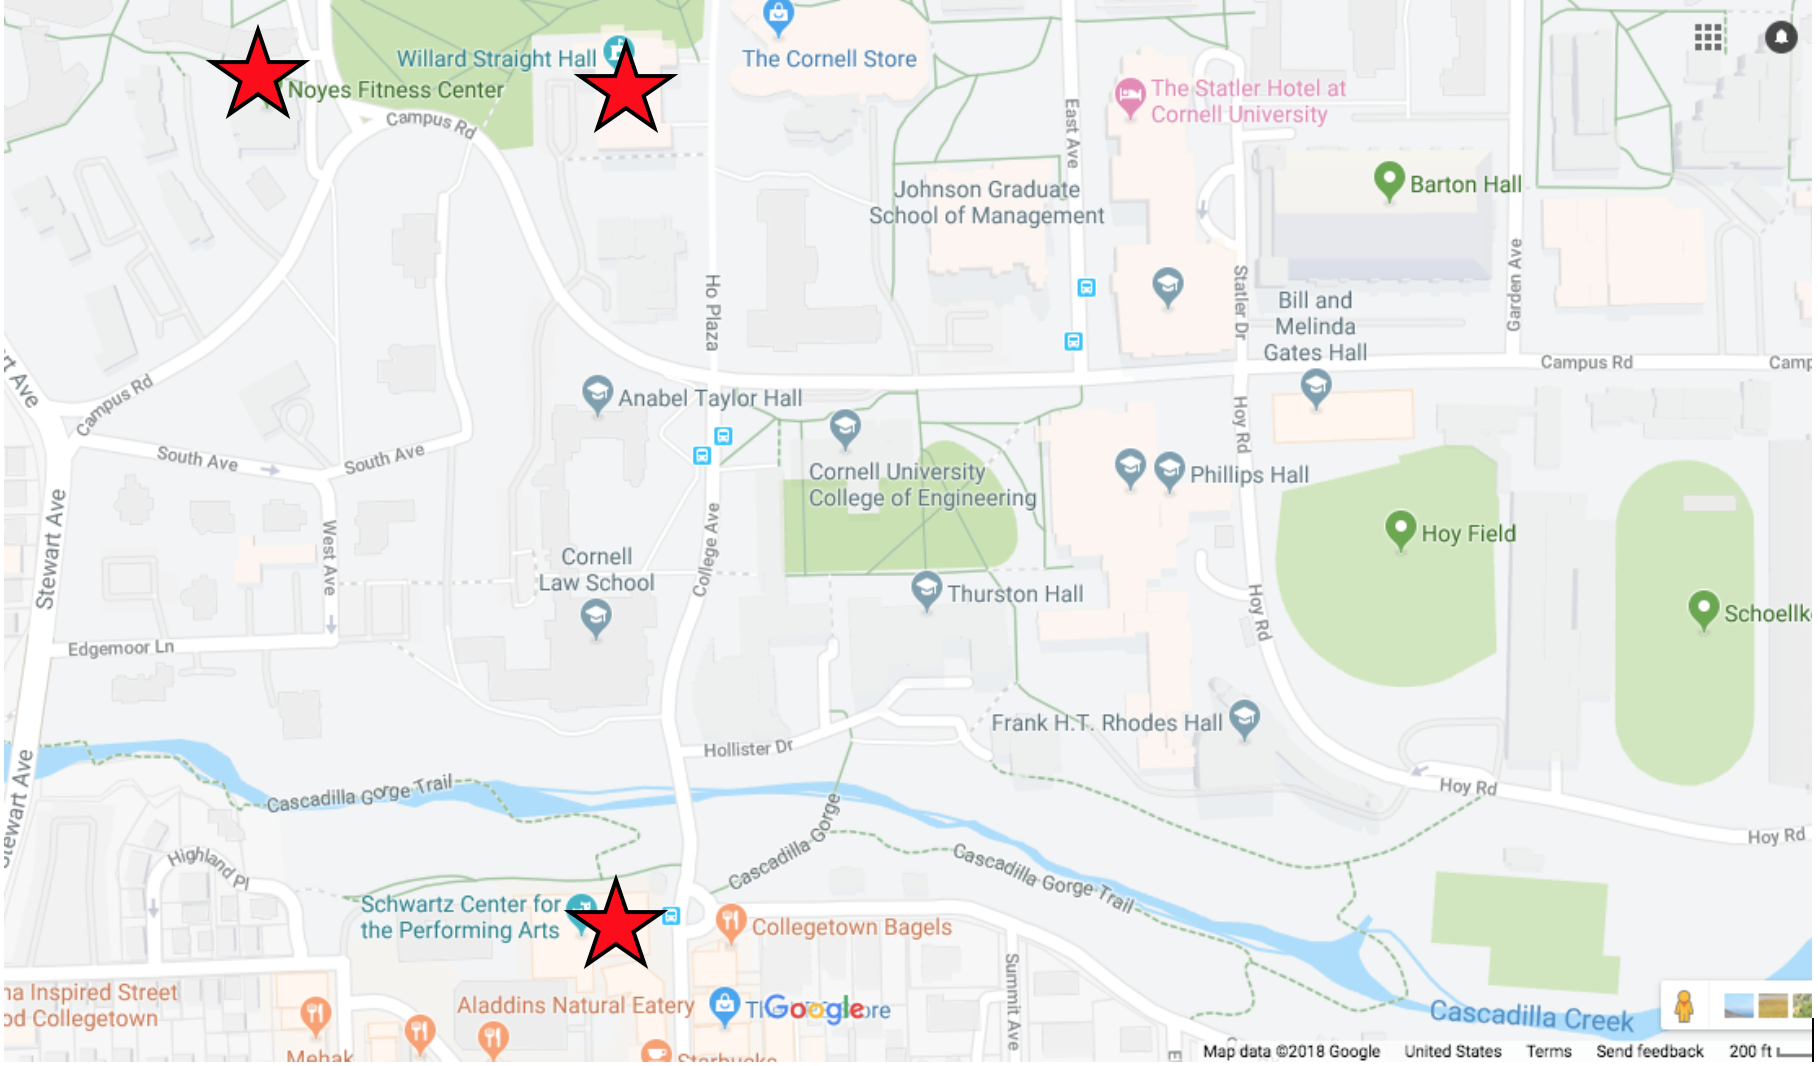 Willard Straight Hall
The Cornell Store
Noyes Fitness Center
Campus Rd
East Ave
The Statler Hotel at
Cornell University
Johnson Graduate
School of Management
Barton Hall
Ho Plaza
Statler Dr
Garden Ave
Bill and
Melinda
Gates Hall
Campus Rd
Camp
rt Ave
Campus Rd
Anabel Taylor Hall
Hoy Rd
South Ave
South Ave
Cornell University
College of Engineering
Phillips Hall
Hoy Field
Stewart Ave
West Ave
College Ave
Cornell
Law School
Thurston Hall
Hoy Rd
Schoellk
Edgemoor Ln
Frank H.T. Rhodes Hall
Hollister Dr
Stewart Ave
Cascadilla Gorge Trail
Hoy Rd
Hoy Rd
Highland Pl
Cascadilla Gorge
Cascadilla Gorge Trail
Schwartz Center for
the Performing Arts
Collegetown Bagels
Summit Ave
na Inspired Street
od Collegetown
Aladdins Natural Eatery
Google
ore
Cascadilla Creek
Mehak
Starbucks
Map data ©2018 Google
United States
Terms
Send feedback
200 ft